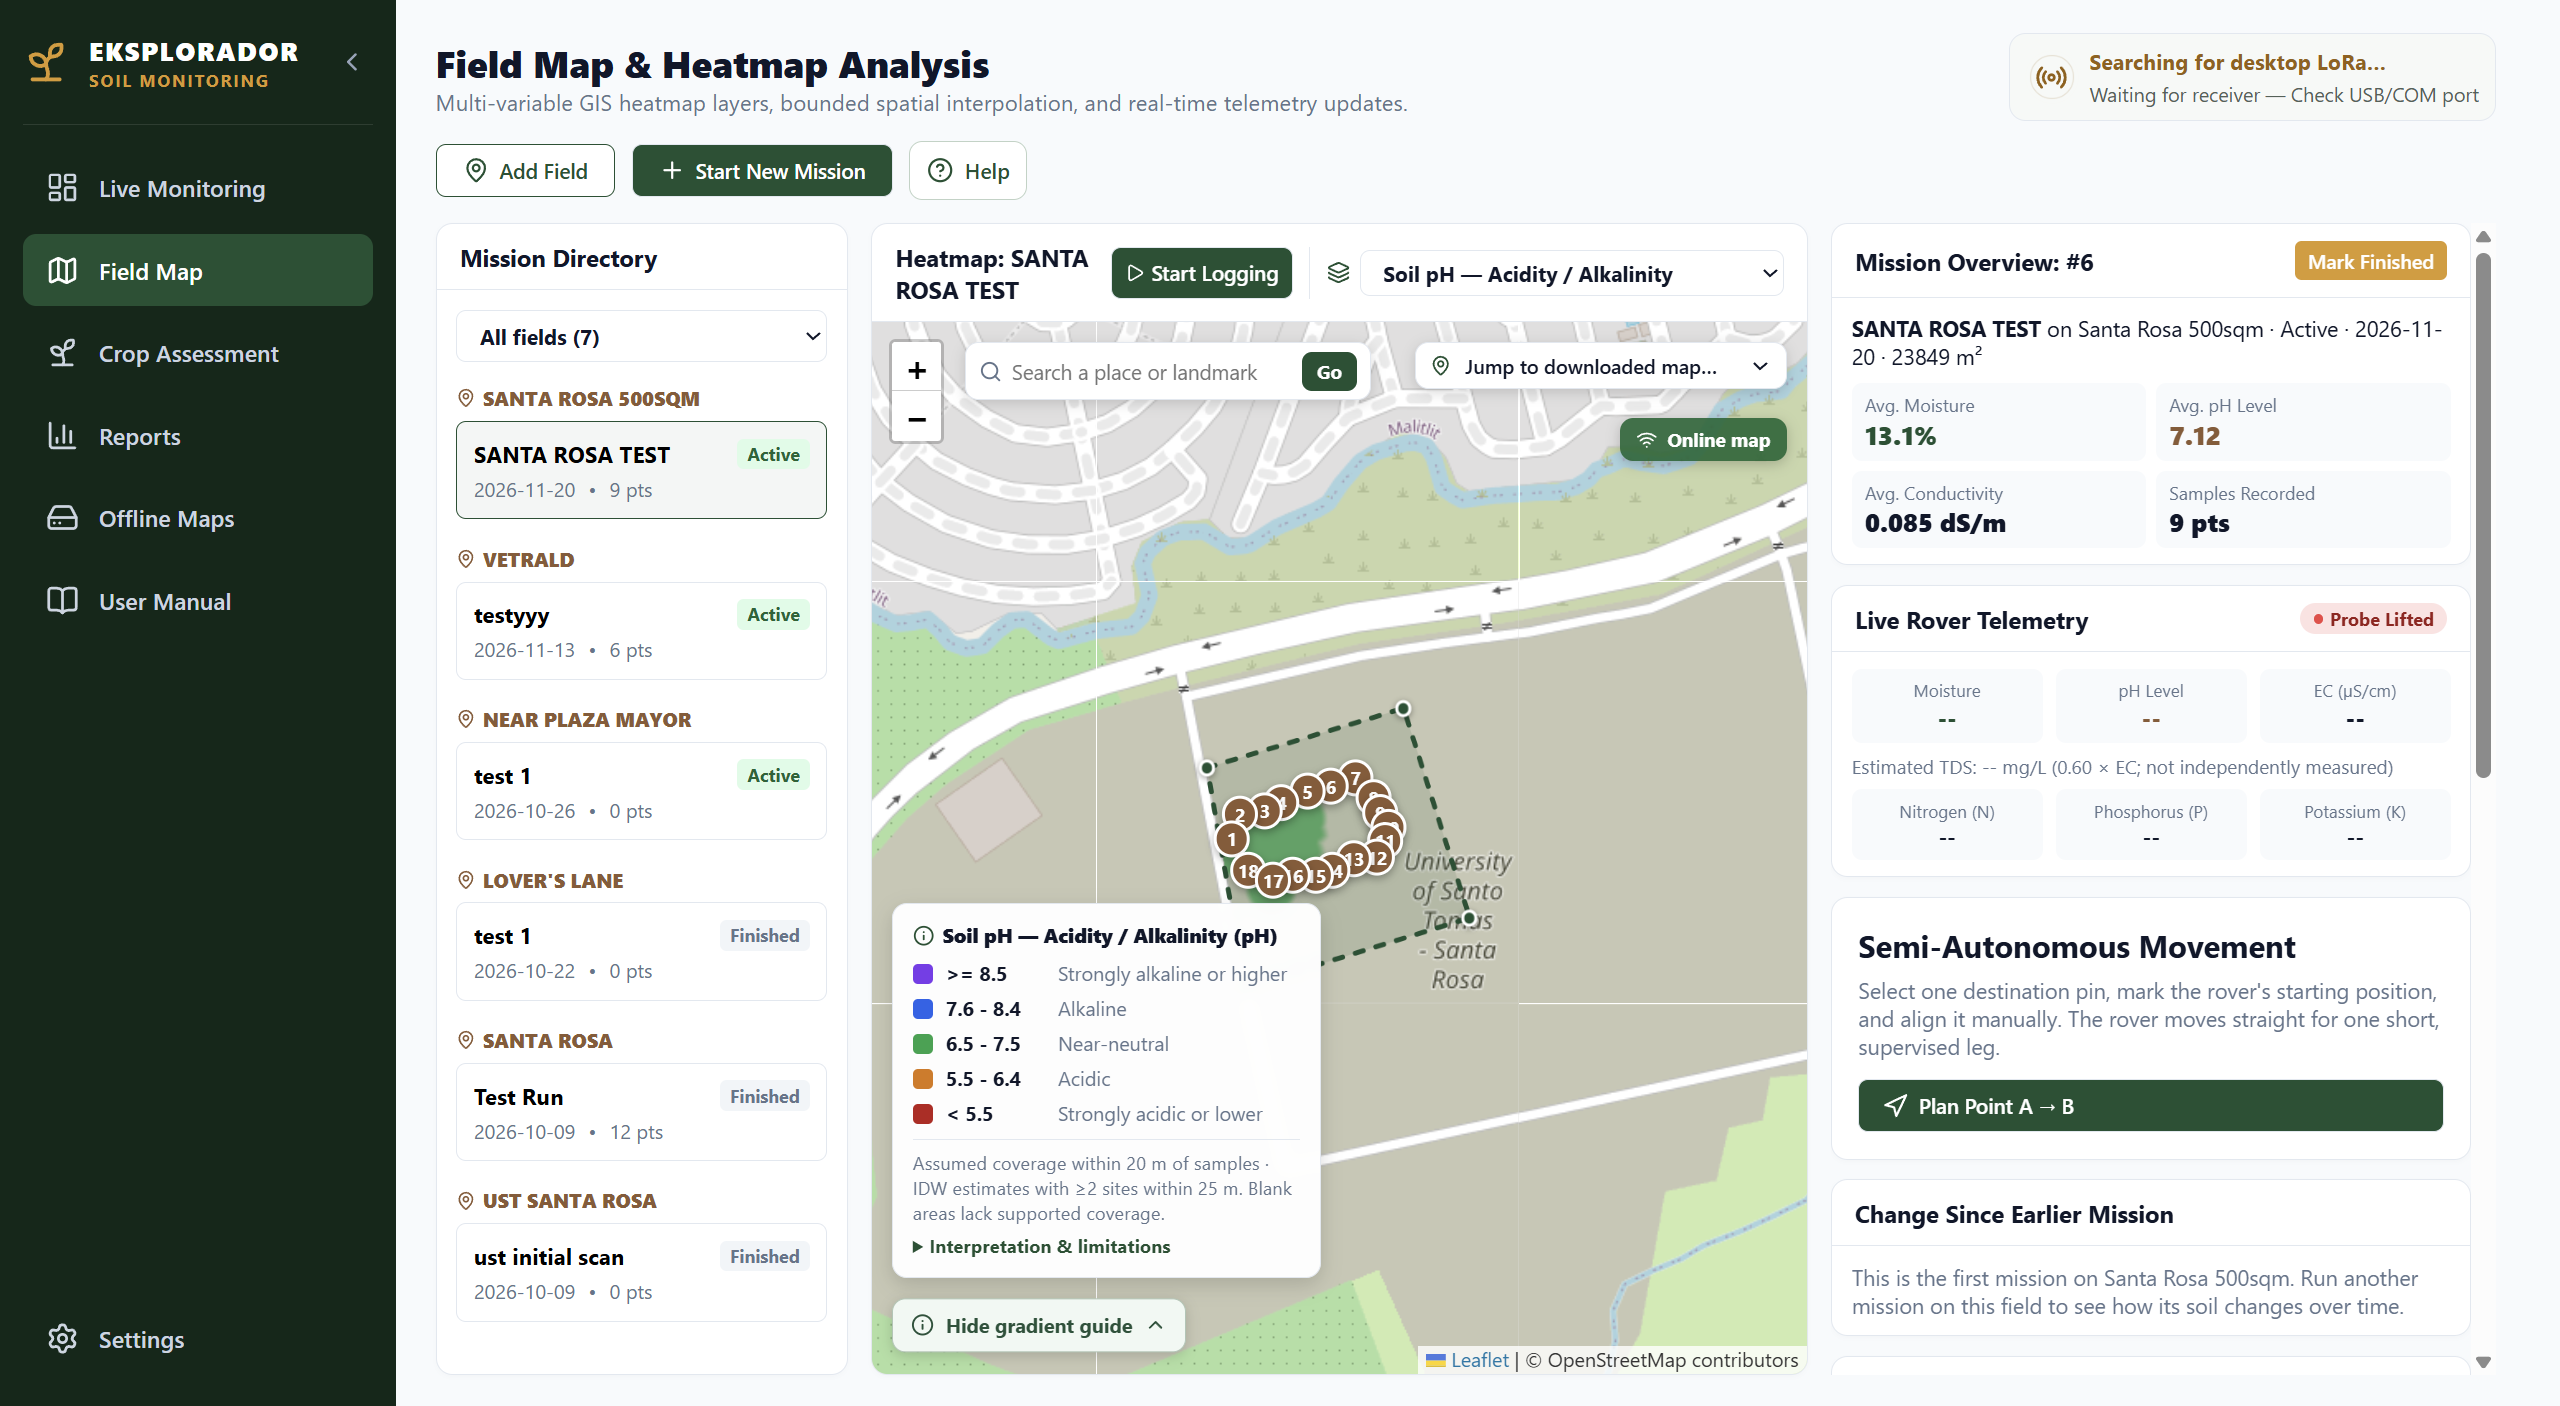 EKSPLORADOR
SOIL MONITORING
Live Monitoring
Field Map
Crop Assessment
Reports
Offline Maps
User Manual
Settings
Field Map & Heatmap Analysis
Multi-variable GIS heatmap layers, bounded spatial interpolation, and real-time telemetry updates.
Searching for desktop LoRa...
Waiting for receiver — Check USB/COM port
Add Field
Start New Mission
Help
Mission Directory
All fields (7)
SANTA ROSA 500SQM
SANTA ROSA TEST
Active
2026-11-20 • 9 pts
VETRALD
testyyy
Active
2026-11-13 • 6 pts
NEAR PLAZA MAYOR
test 1
Active
2026-10-26 • 0 pts
LOVER'S LANE
test 1
Finished
2026-10-22 • 0 pts
SANTA ROSA
Test Run
Finished
2026-10-09 • 12 pts
UST SANTA ROSA
ust initial scan
Finished
2026-10-09 • 0 pts
Heatmap: SANTA
ROSA TEST
Start Logging
Soil pH — Acidity / Alkalinity
+
−
Search a place or landmark
Go
Jump to downloaded map...
Online map
Malitlit
1
2
3
5
6
7
11
12
13
15
17
18
University
of Santo
Tomas
- Santa
Rosa
Soil pH — Acidity / Alkalinity (pH)
>= 8.5 Strongly alkaline or higher
7.6 - 8.4 Alkaline
6.5 - 7.5 Near-neutral
5.5 - 6.4 Acidic
< 5.5 Strongly acidic or lower
Assumed coverage within 20 m of samples ·
IDW estimates with ≥2 sites within 25 m. Blank
areas lack supported coverage.
Interpretation & limitations
Hide gradient guide
Leaflet | © OpenStreetMap contributors
Mission Overview: #6
Mark Finished
SANTA ROSA TEST on Santa Rosa 500sqm · Active · 2026-11-
20 · 23849 m²
Avg. Moisture
13.1%
Avg. pH Level
7.12
Avg. Conductivity
0.085 dS/m
Samples Recorded
9 pts
Live Rover Telemetry
Probe Lifted
Moisture
--
pH Level
--
EC (µS/cm)
--
Estimated TDS: -- mg/L (0.60 × EC; not independently measured)
Nitrogen (N)
--
Phosphorus (P)
--
Potassium (K)
--
Semi-Autonomous Movement
Select one destination pin, mark the rover's starting position,
and align it manually. The rover moves straight for one short,
supervised leg.
Plan Point A → B
Change Since Earlier Mission
This is the first mission on Santa Rosa 500sqm. Run another
mission on this field to see how its soil changes over time.